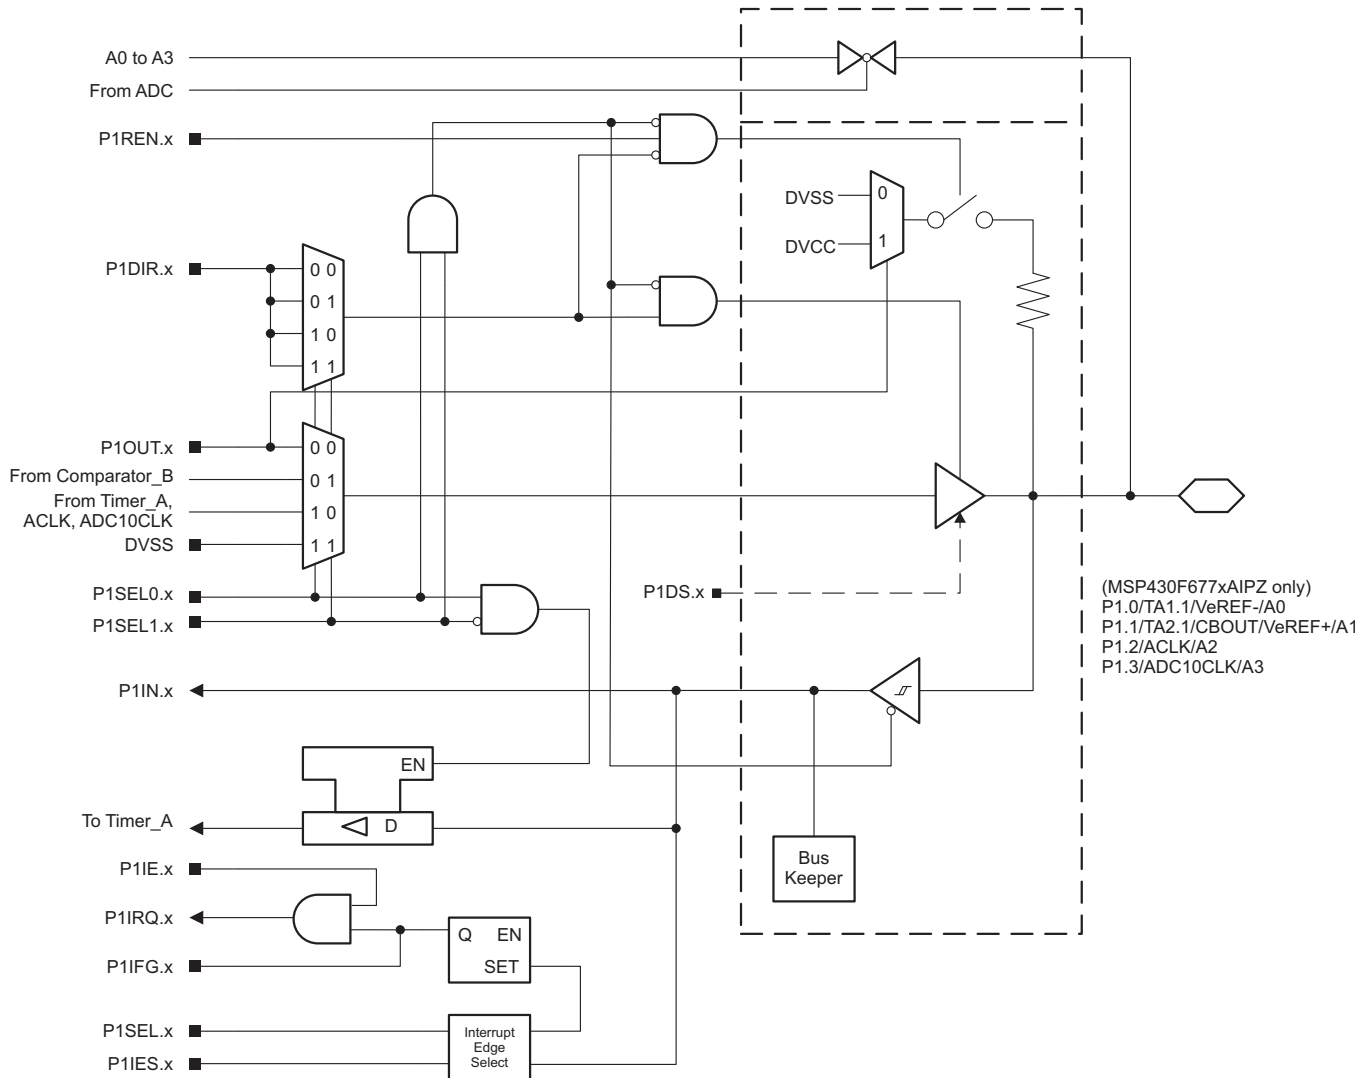 A0 to A3
From ADC
P1REN.x
DVSS
0
DVCC
1
P1DIR.x
0 0
0 1
1 0
1 1
P1OUT.x
0 0
From Comparator_B
0 1
From Timer_A,
ACLK, ADC10CLK
1 0
DVSS
1 1
P1SEL0.x
P1SEL1.x
P1DS.x
(MSP430F677xAIPZ only)
P1.0/TA1.1/VeREF-/A0
P1.1/TA2.1/CBOUT/VeREF+/A1
P1.2/ACLK/A2
P1.3/ADC10CLK/A3
P1IN.x
EN
To Timer_A
D
Bus
Keeper
P1IE.x
P1IRQ.x
Q EN
P1IFG.x
SET
P1SEL.x
P1IES.x
Interrupt
Edge
Select